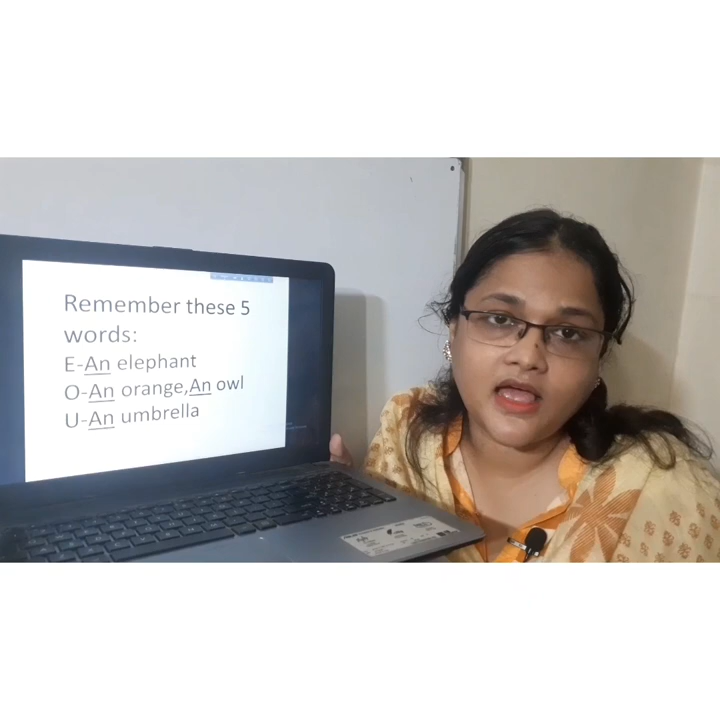 Remember these 5
words:
E-An elephant
O-An orange,An owl
U-An umbrella